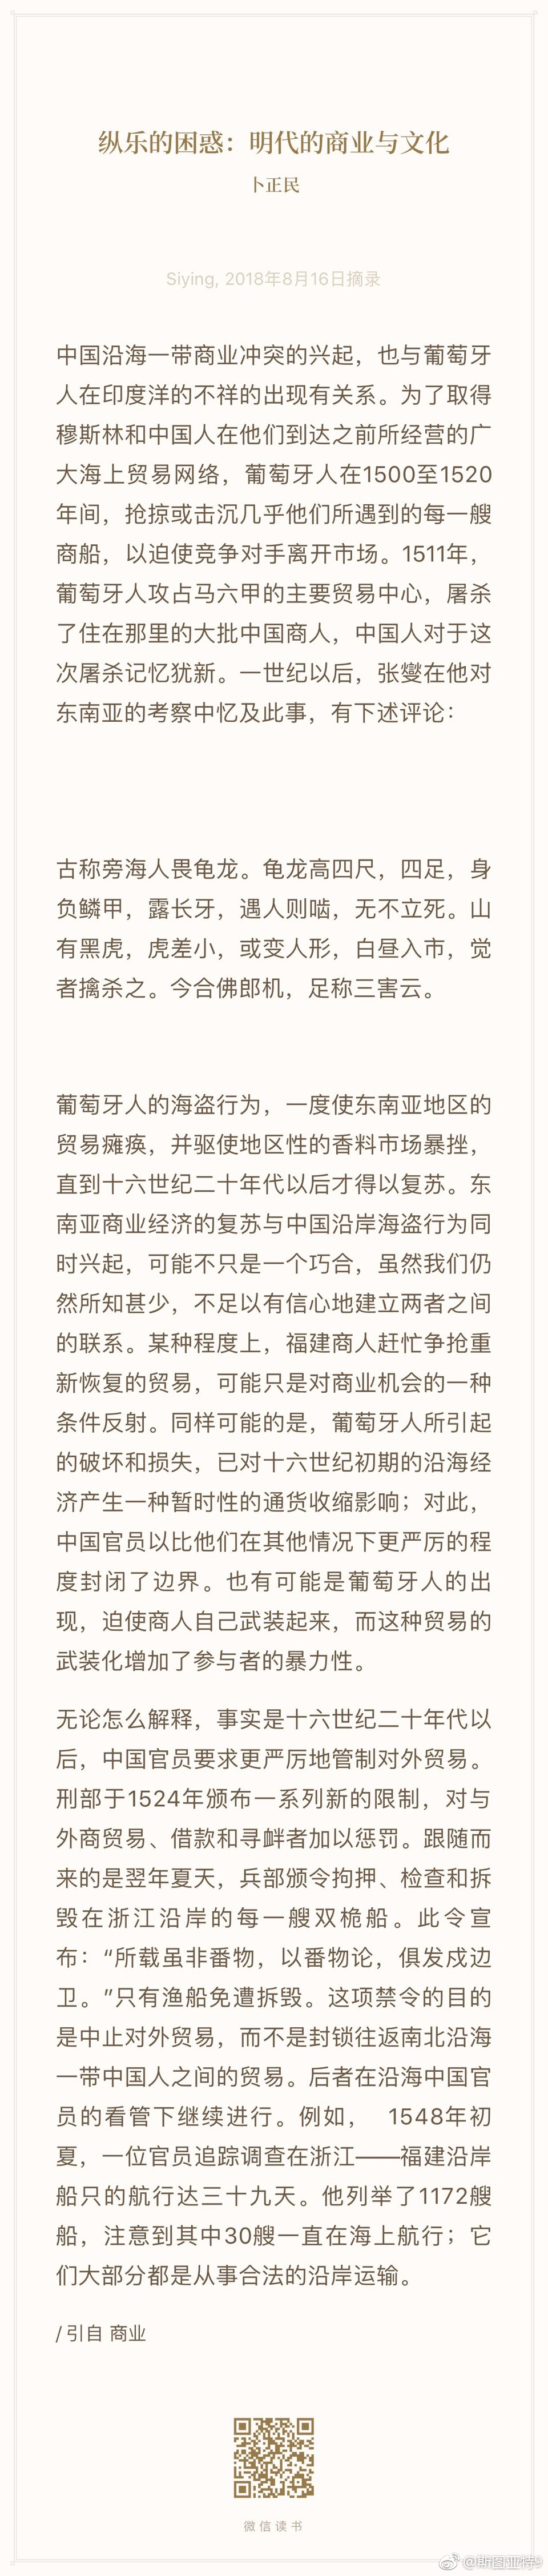 纵乐的困惑：明代的商业与文化
卜正民
Siying, 2018年8月16日摘录
中国沿海一带商业冲突的兴起，也与葡萄牙
人在印度洋的不祥的出现有关系。为了取得
穆斯林和中国人在他们到达之前所经营的广
大海上贸易网络，葡萄牙人在1500至1520
年间，抢掠或击沉几乎他们所遇到的每一艘
商船，以迫使竞争对手离开市场。1511年，
葡萄牙人攻占马六甲的主要贸易中心，屠杀
了住在那里的大批中国商人，中国人对于这
次屠杀记忆犹新。一世纪以后，张燮在他对
东南亚的考察中忆及此事，有下述评论：
古称旁海人畏龟龙。龟龙高四尺，四足，身
负鳞甲，露长牙，遇人则啮，无不立死。山
有黑虎，虎差小，或变人形，白昼入市，觉
者擒杀之。今合佛郎机，足称三害云。
葡萄牙人的海盗行为，一度使东南亚地区的
贸易瘫痪，并驱使地区性的香料市场暴挫，
直到十六世纪二十年代以后才得以复苏。东
南亚商业经济的复苏与中国沿岸海盗行为同
时兴起，可能不只是一个巧合，虽然我们仍
然所知甚少，不足以有信心地建立两者之间
的联系。某种程度上，福建商人赶忙争抢重
新恢复的贸易，可能只是对商业机会的一种
条件反射。同样可能的是，葡萄牙人所引起
的破坏和损失，已对十六世纪初期的沿海经
济产生一种暂时性的通货收缩影响；对此，
中国官员以比他们在其他情况下更严厉的程
度封闭了边界。也有可能是葡萄牙人的出
现，迫使商人自己武装起来，而这种贸易的
武装化增加了参与者的暴力性。
无论怎么解释，事实是十六世纪二十年代以
后，中国官员要求更严厉地管制对外贸易。
刑部于1524年颁布一系列新的限制，对与
外商贸易、借款和寻衅者加以惩罚。跟随而
来的是翌年夏天，兵部颁令拘押、检查和拆
毁在浙江沿岸的每一艘双桅船。此令宣
布：“所载虽非番物，以番物论，俱发戍边
卫。”只有渔船免遭拆毁。这项禁令的目的
是中止对外贸易，而不是封锁往返南北沿海
一带中国人之间的贸易。后者在沿海中国官
员的看管下继续进行。例如， 1548年初
夏，一位官员追踪调查在浙江——福建沿岸
船只的航行达三十九天。他列举了1172艘
船，注意到其中30艘一直在海上航行；它
们大部分都是从事合法的沿岸运输。
/ 引自 商业
微信读书
@斯图亚特9